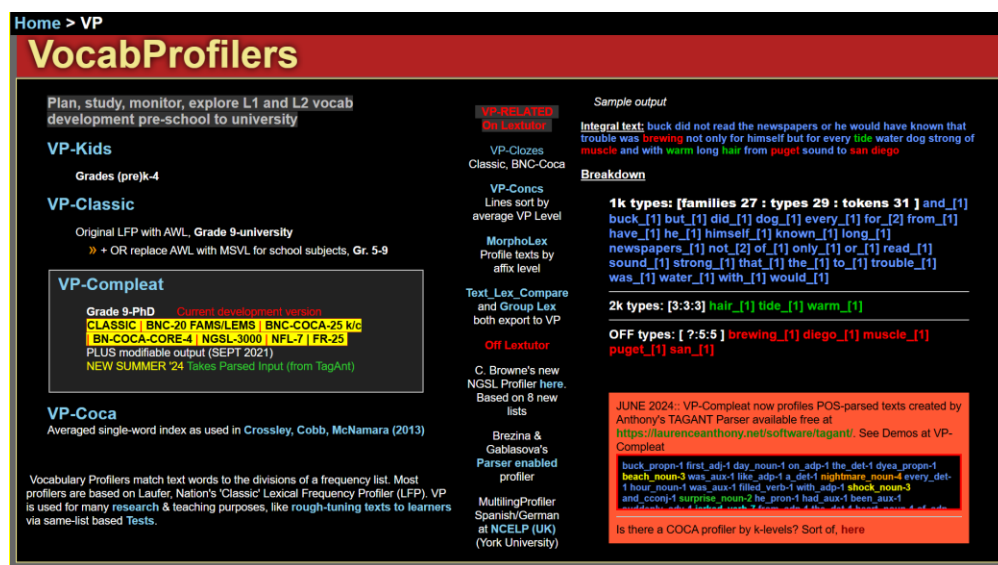 Home > VP
VocabProfilers
Plan, study, monitor, explore L1 and L2 vocab
development pre-school to university
VP-Kids
Grades (pre)k-4
VP-Classic
Original LFP with AWL, Grade 9-university
» + OR replace AWL with MSVL for school subjects, Gr. 5-9
VP-Compleat
Grade 9-PhD Current development version
CLASSIC | BNC-20 FAMS/LEMS | BNC-COCA-25 k/c
| BN-COCA-CORE-4 | NGSL-3000 | NFL-7 | FR-25
PLUS modifiable output (SEPT 2021)
NEW SUMMER '24 Takes Parsed Input (from TagAnt)
VP-Coca
Averaged single-word index as used in Crossley, Cobb, McNamara (2013)
Vocabulary Profilers match text words to the divisions of a frequency list. Most
profilers are based on Laufer, Nation's 'Classic' Lexical Frequency Profiler (LFP). VP
is used for many research & teaching purposes, like rough-tuning texts to learners
via same-list based Tests.
VP-RELATED
On Lextutor
VP-Clozes
Classic, BNC-Coca
VP-Concs
Lines sort by
average VP Level
MorphoLex
Profile texts by
affix level
Text_Lex_Compare
and Group Lex
both export to VP
Off Lextutor
C. Browne's new
NGSL Profiler here.
Based on 8 new
lists
Brezina &
Gablasova's
Parser enabled
profiler
MultilingProfiler
Spanish/German
at NCELP (UK)
(York University)
Sample output
Integral text: buck did not read the newspapers or he would have known that
trouble was brewing not only for himself but for every tide water dog strong of
muscle and with warm long hair from puget sound to san diego
Breakdown
1k types: [families 27 : types 29 : tokens 31 ] and_[1]
buck_[1] but_[1] did_[1] dog_[1] every_[1] for_[2] from_[1]
have_[1] he_[1] himself_[1] known_[1] long_[1]
newspapers_[1] not_[2] of_[1] only_[1] or_[1] read_[1]
sound_[1] strong_[1] that_[1] the_[1] to_[1] trouble_[1]
was_[1] water_[1] with_[1] would_[1]
2k types: [3:3:3] hair_[1] tide_[1] warm_[1]
OFF types: [ ?:5:5 ] brewing_[1] diego_[1] muscle_[1]
puget_[1] san_[1]
JUNE 2024:: VP-Compleat now profiles POS-parsed texts created by
Anthony's TAGANT Parser available free at
https://laurenceanthony.net/software/tagant/. See Demos at VP-
Compleat
buck_propn-1 first_adj-1 day_noun-1 on_adp-1 the_det-1 dyea_propn-1
beach_noun-3 was_aux-1 like_adp-1 a_det-1 nightmare_noun-4 every_det-
1 hour_noun-1 was_aux-1 filled_verb-1 with_adp-1 shock_noun-3
and_cconj-1 surprise_noun-2 he_pron-1 had_aux-1 been_aux-1
suddenly_adv-1 jerked_verb-7 from_adp-1 the_det-1 heart_noun-1 of_adp-
Is there a COCA profiler by k-levels? Sort of, here